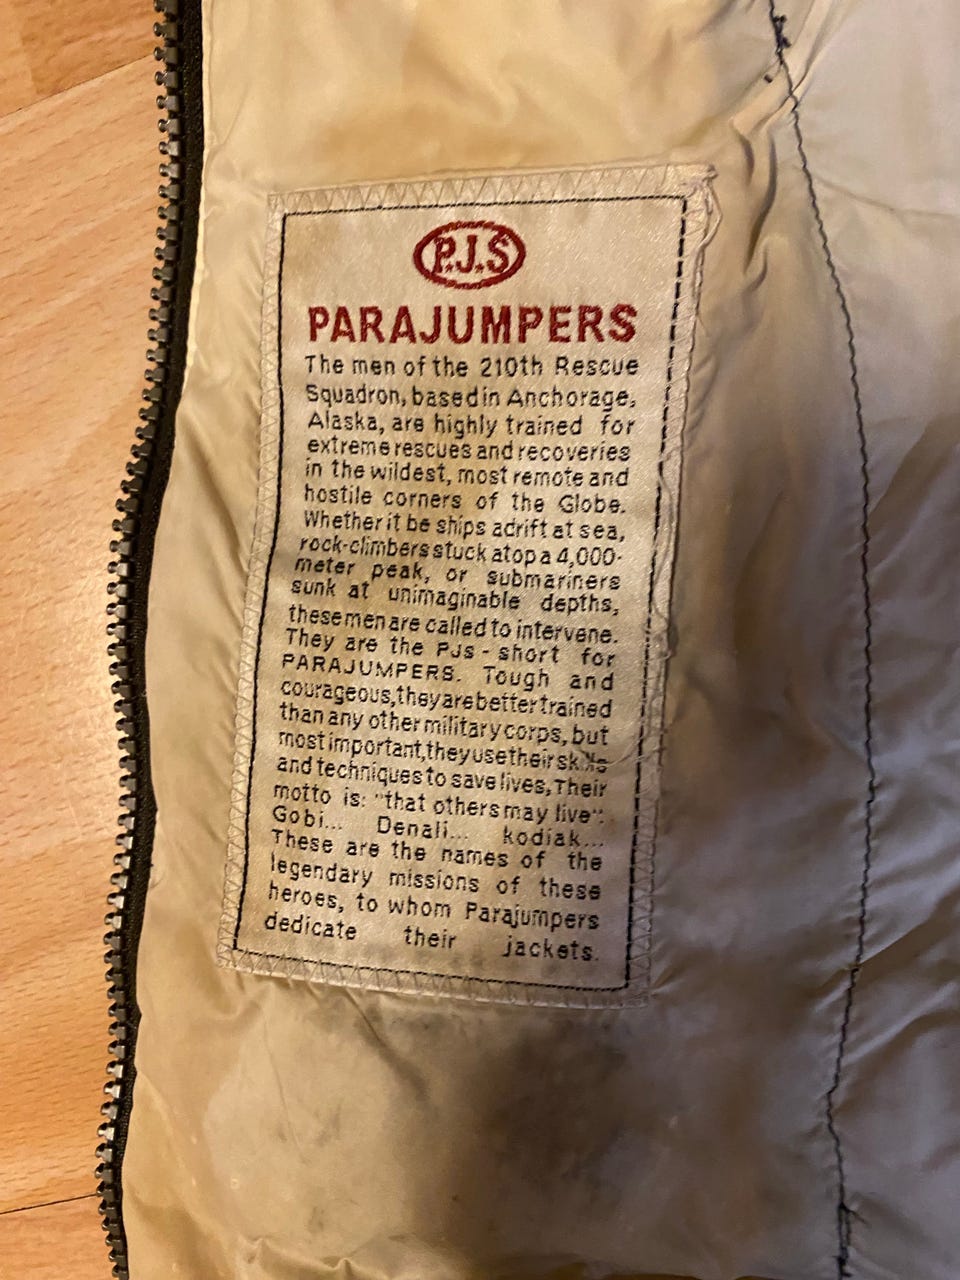 P.J.S
PARAJUMPERS
The men of the 210th Rescue
Squadron, based in Anchorage,
Alaska, are highly trained for
extreme rescues and recoveries
in the wildest, most remote and
hostile corners of the Globe.
Whether it be ships adrift at sea,
rock-climbers stuck atop a 4,000-
meter peak, or submariners
sunk at unimaginable depths,
these men are called to intervene.
They are the PJs - short for
PARAJUMPERS. Tough and
courageous, they are better trained
than any other military corps, but
most important, they use their skills
and techniques to save lives, Their
motto is: "that others may live".
Gobi... Denali... kodiak...
These are the names of the
legendary missions of these
heroes, to whom Parajumpers
dedicate their jackets.